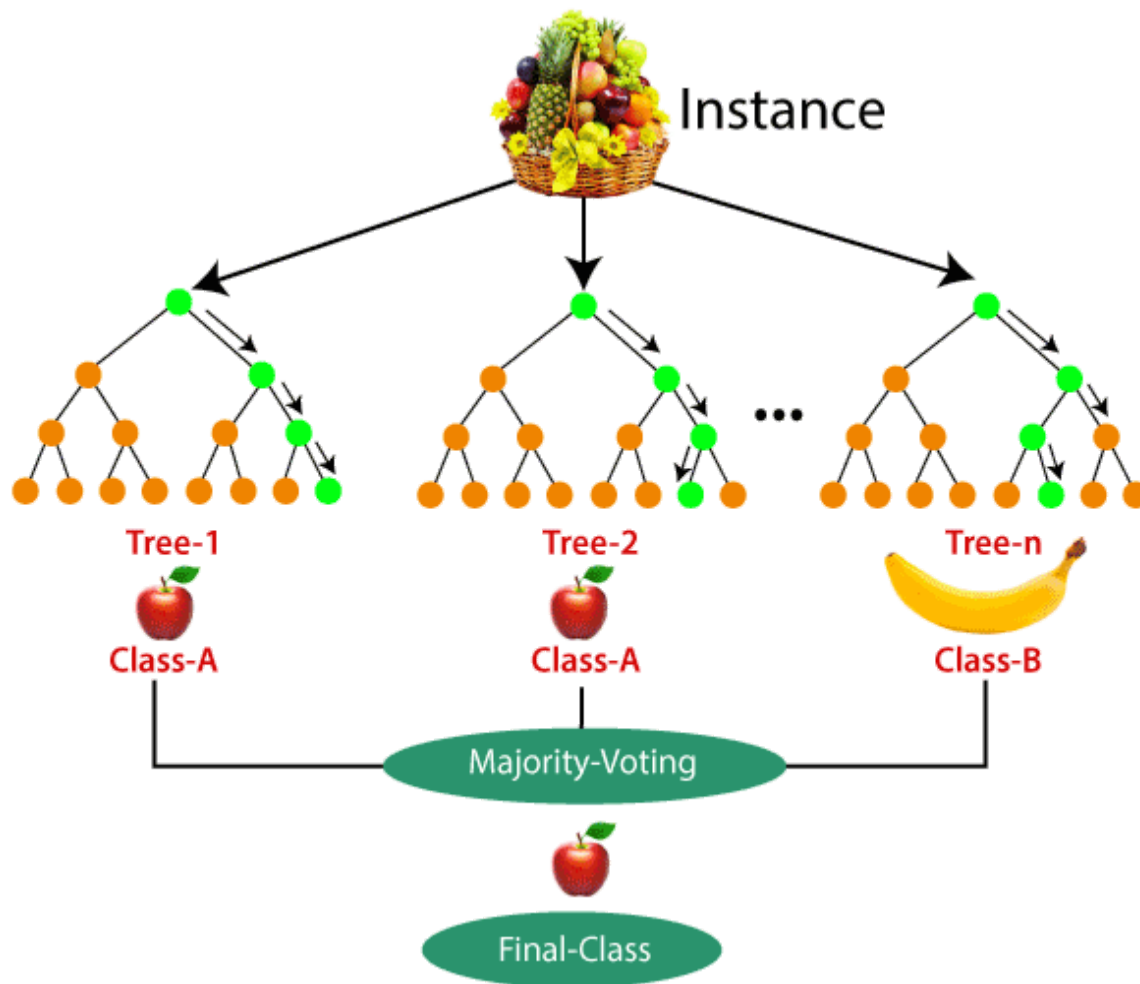 Instance
Tree-1
Tree-2
Tree-n
Class-A
Class-A
Class-B
Majority-Voting
Final-Class